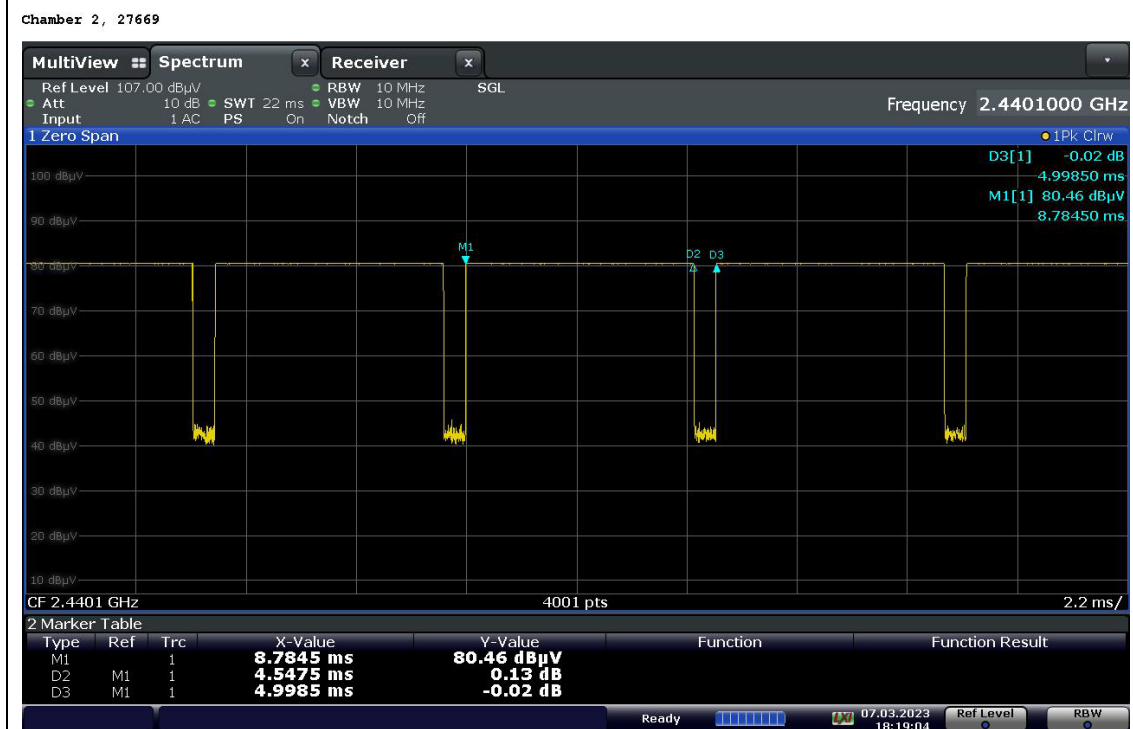 Chamber 2, 27669
MultiView Spectrum x Receiver x
Ref Level 107.00 dBµV RBW 10 MHz SGL
Att 10 dB SWT 22 ms VBW 10 MHz Frequency 2.4401000 GHz
Input 1 AC PS On Notch Off
1 Zero Span 1Pk Clrw
D3[1] -0.02 dB
100 dBµV 4.99850 ms
M1[1] 80.46 dBµV
90 dBµV 8.78450 ms
M1
D2 D3
80 dBµV
70 dBµV
60 dBµV
50 dBµV
40 dBµV
30 dBµV
20 dBµV
10 dBµV
CF 2.4401 GHz 4001 pts 2.2 ms/
2 Marker Table
Type Ref Trc X-Value Y-Value Function Function Result
M1 1 8.7845 ms 80.46 dBµV
D2 M1 1 4.5475 ms 0.13 dB
D3 M1 1 4.9985 ms -0.02 dB
Ready LXI 07.03.2023 Ref Level RBW
18:19:04